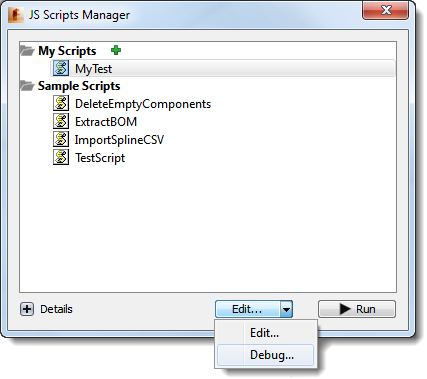 JS Scripts Manager
My Scripts
MyTest
Sample Scripts
DeleteEmptyComponents
ExtractBOM
ImportSplineCSV
TestScript
Details Edit... Run
Edit...
Debug...